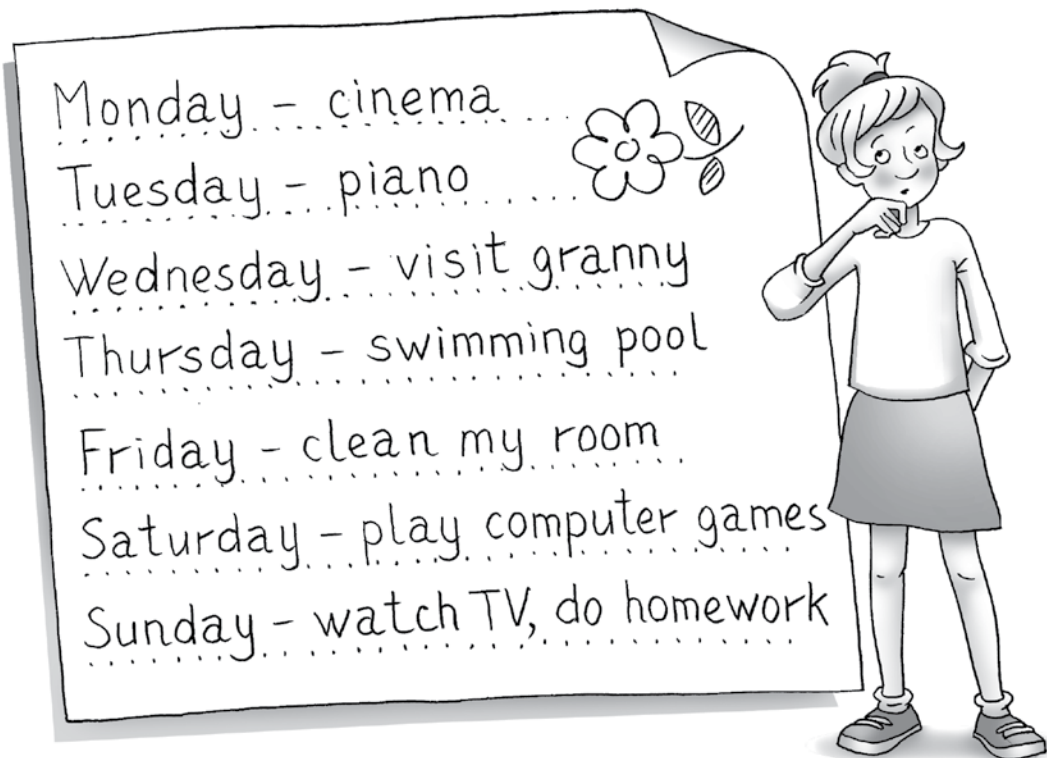 Monday - cinema
Tuesday - piano
Wednesday - visit granny
Thursday - swimming pool
Friday - clean my room
Saturday - play computer games
Sunday - watch TV, do homework